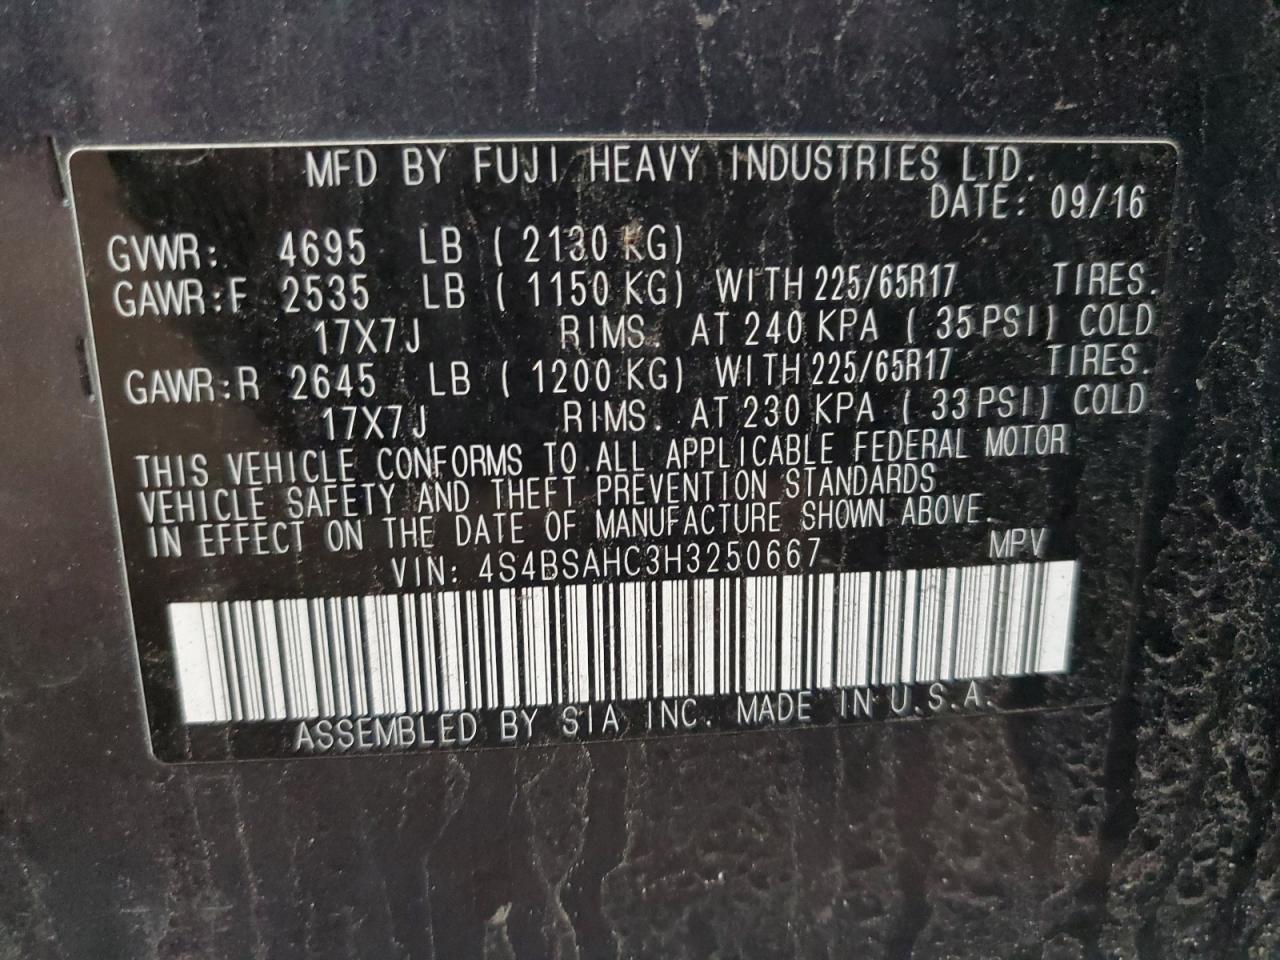 MFD BY FUJI HEAVY INDUSTRIES LTD.
DATE: 09/16
GVWR: 4695 LB ( 2130 KG)
GAWR:F 2535 LB ( 1150 KG) WITH 225/65R17 TIRES.
17X7J RIMS. AT 240 KPA ( 35PSI) COLD
GAWR:R 2645 LB ( 1200 KG) WITH 225/65R17 TIRES.
17X7J RIMS. AT 230 KPA ( 33PSI) COLD
THIS VEHICLE CONFORMS TO ALL APPLICABLE FEDERAL MOTOR
VEHICLE SAFETY AND THEFT PREVENTION STANDARDS
IN EFFECT ON THE DATE OF MANUFACTURE SHOWN ABOVE.
VIN: 4S4BSAHC3H3250667 MPV
ASSEMBLED BY SIA INC. MADE IN U.S.A.